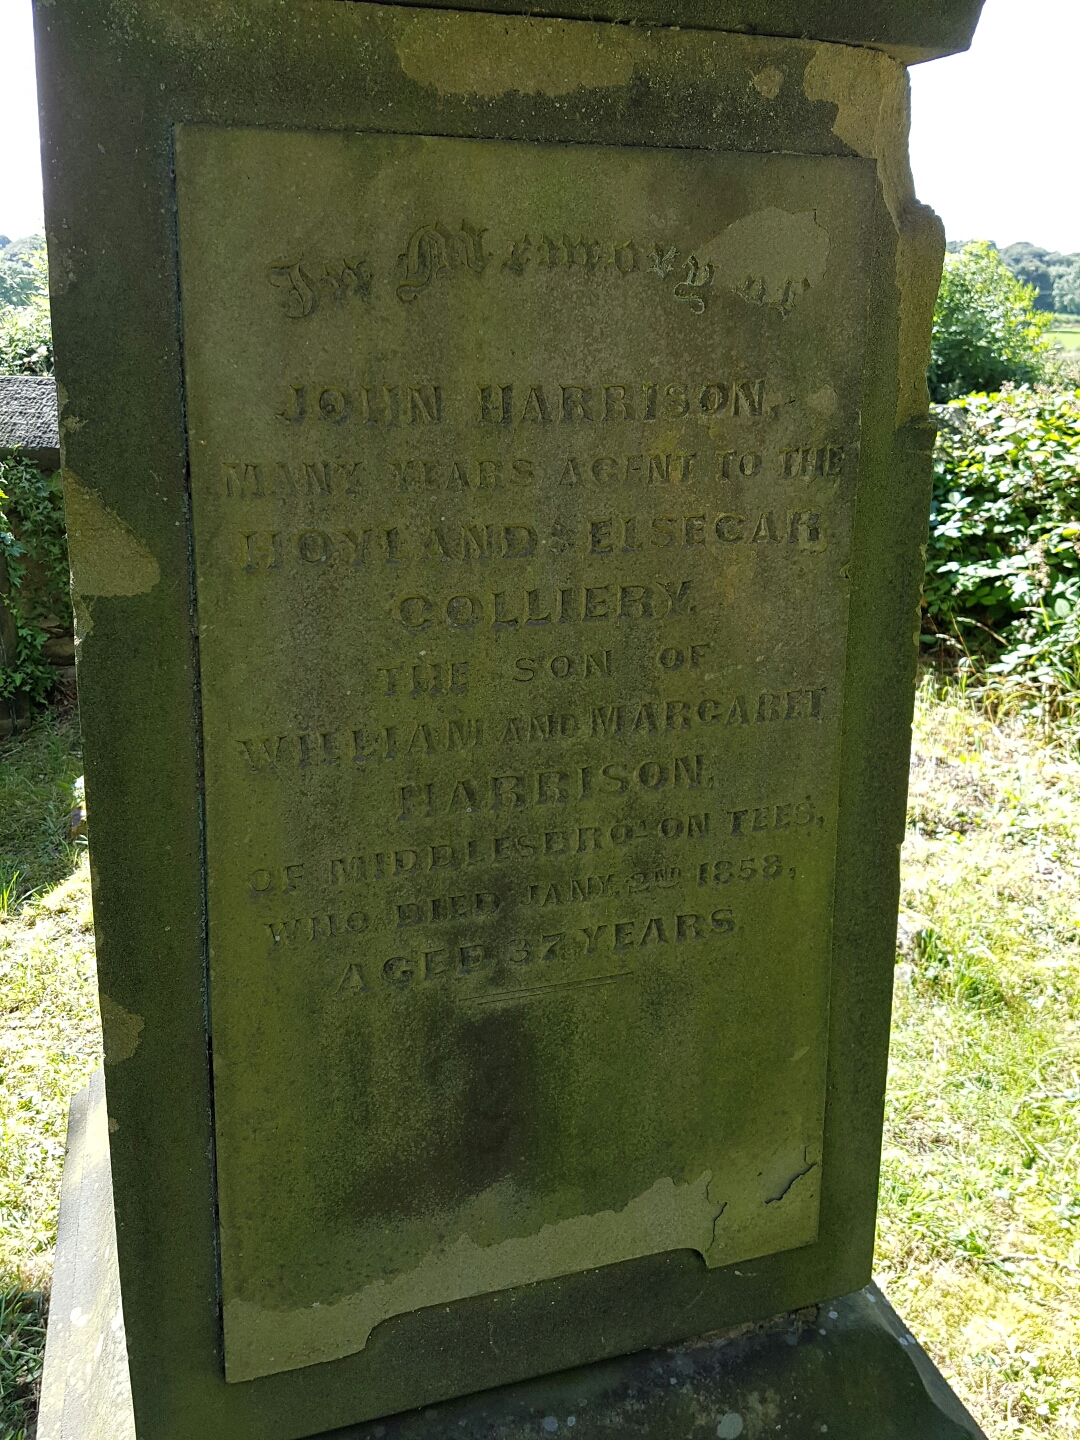 In Memory of
JOHN HARRISON,
MANY YEARS AGENT TO THE
HOYLAND & ELSECAR
COLLIERY.
THE SON OF
WILLIAM AND MARGARET
HARRISON,
OF MIDDLESBRO'-ON TEES,
WHO DIED JANY. 2ND 1858,
AGED 37 YEARS